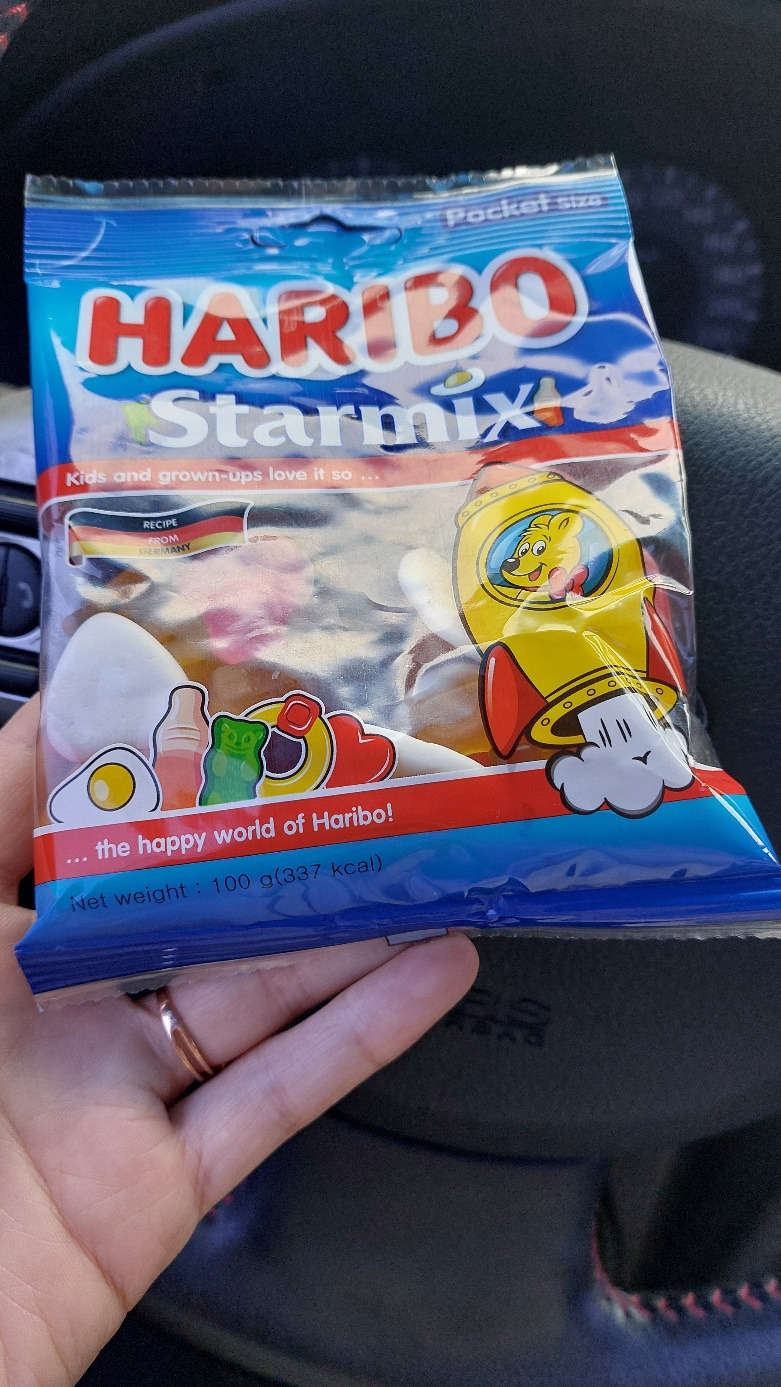 Pocket size
HARIBO
Starmix
Kids and grown-ups love it so ...
RECIPE
FROM
GERMANY
... the happy world of Haribo!
Net weight : 100 g(337 kcal)